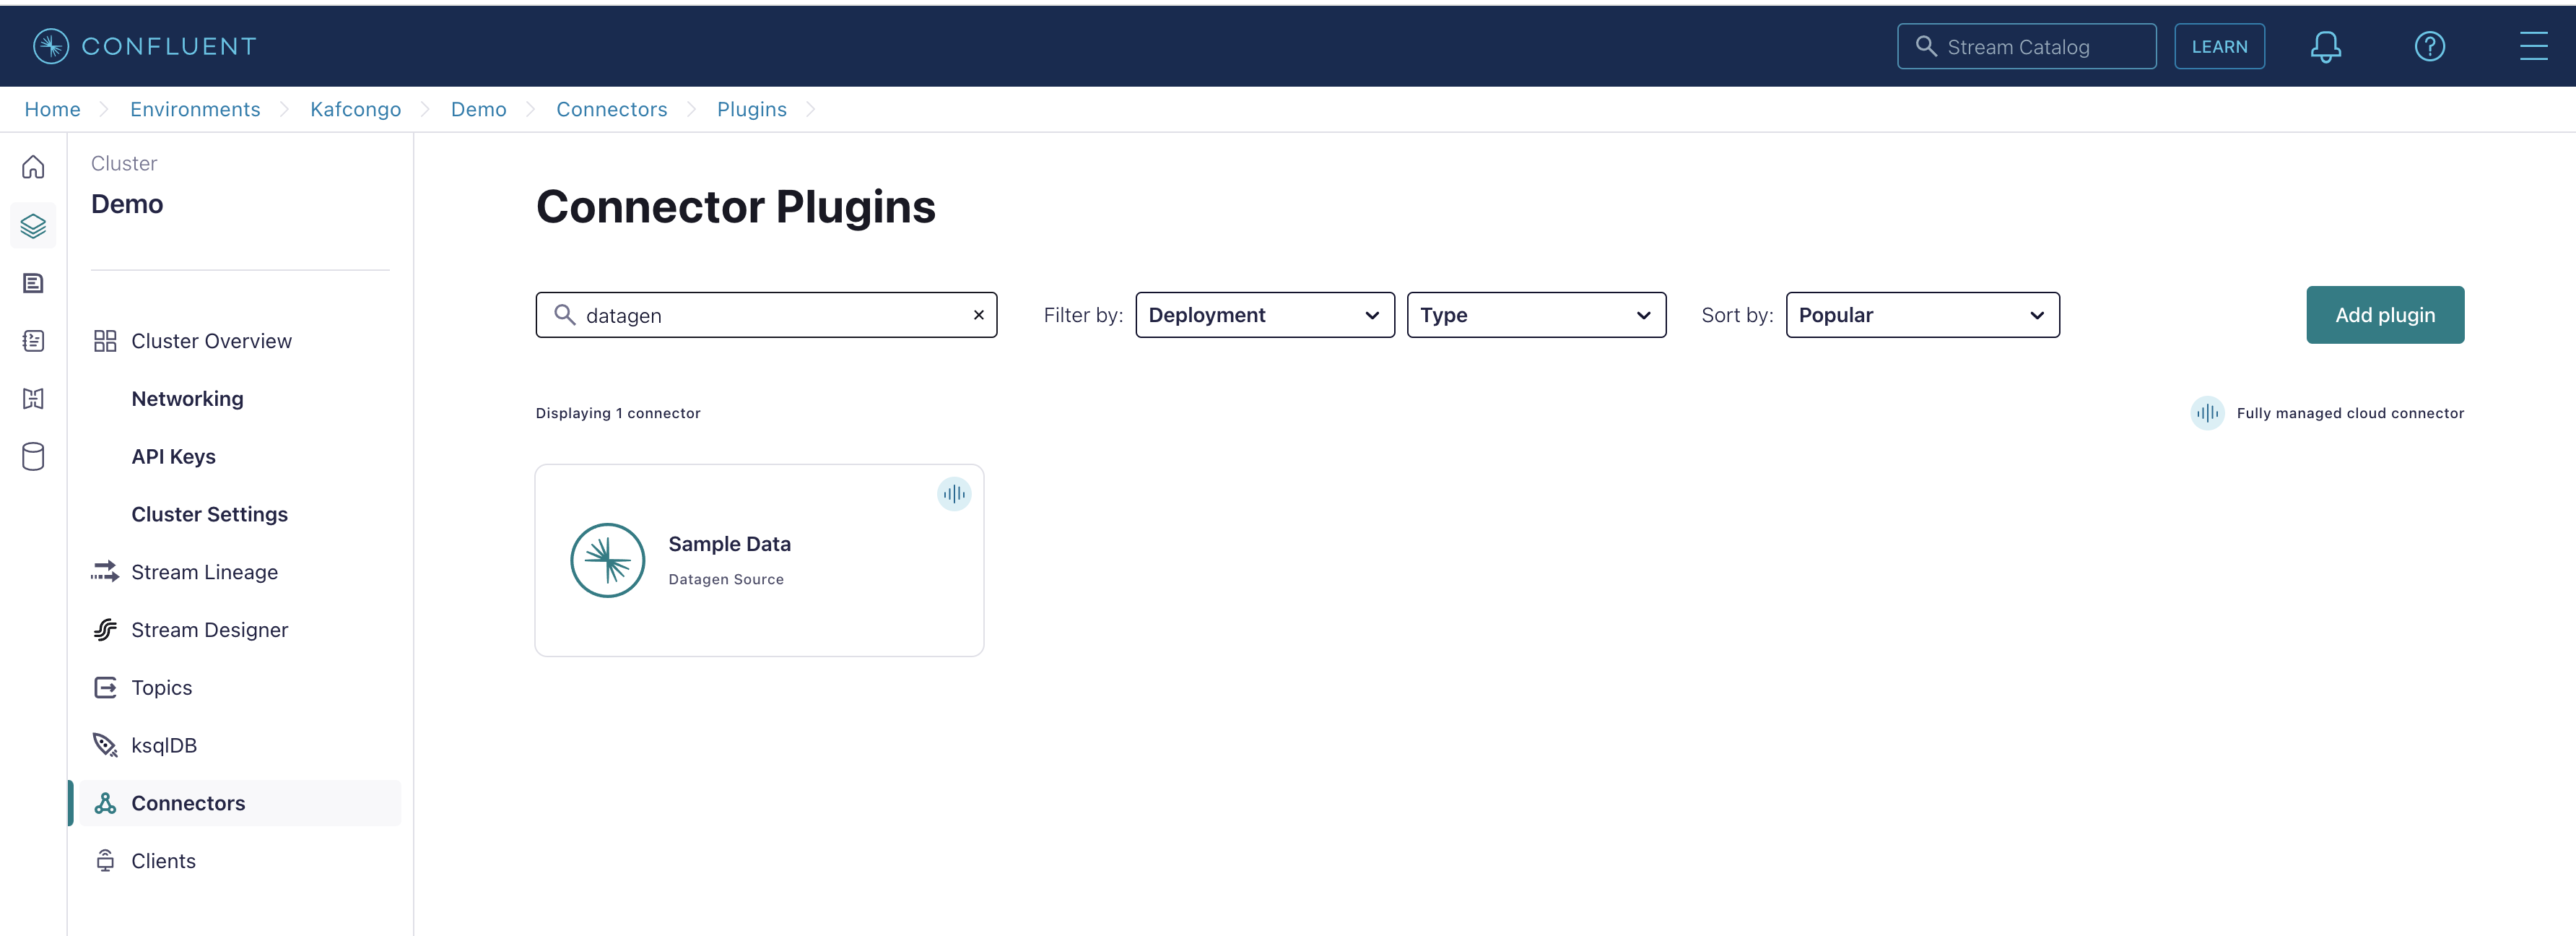 CONFLUENT
Stream Catalog
LEARN
Home
Environments
Kafcongo
Demo
Connectors
Plugins
Cluster
Demo
Cluster Overview
Networking
API Keys
Cluster Settings
Stream Lineage
Stream Designer
Topics
ksqlDB
Connectors
Clients
Connector Plugins
datagen
Filter by:
Deployment
Type
Sort by:
Popular
Add plugin
Displaying 1 connector
Fully managed cloud connector
Sample Data
Datagen Source